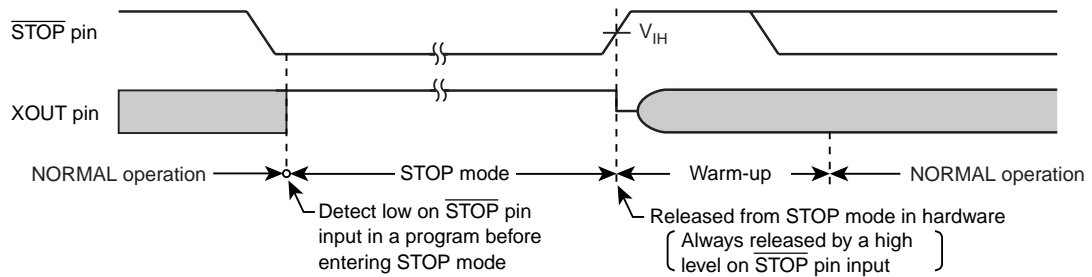 STOP pin
VIH
XOUT pin
NORMAL operation
STOP mode
Warm-up
NORMAL operation
Detect low on STOP pin
input in a program before
entering STOP mode
Released from STOP mode in hardware
Always released by a high
level on STOP pin input